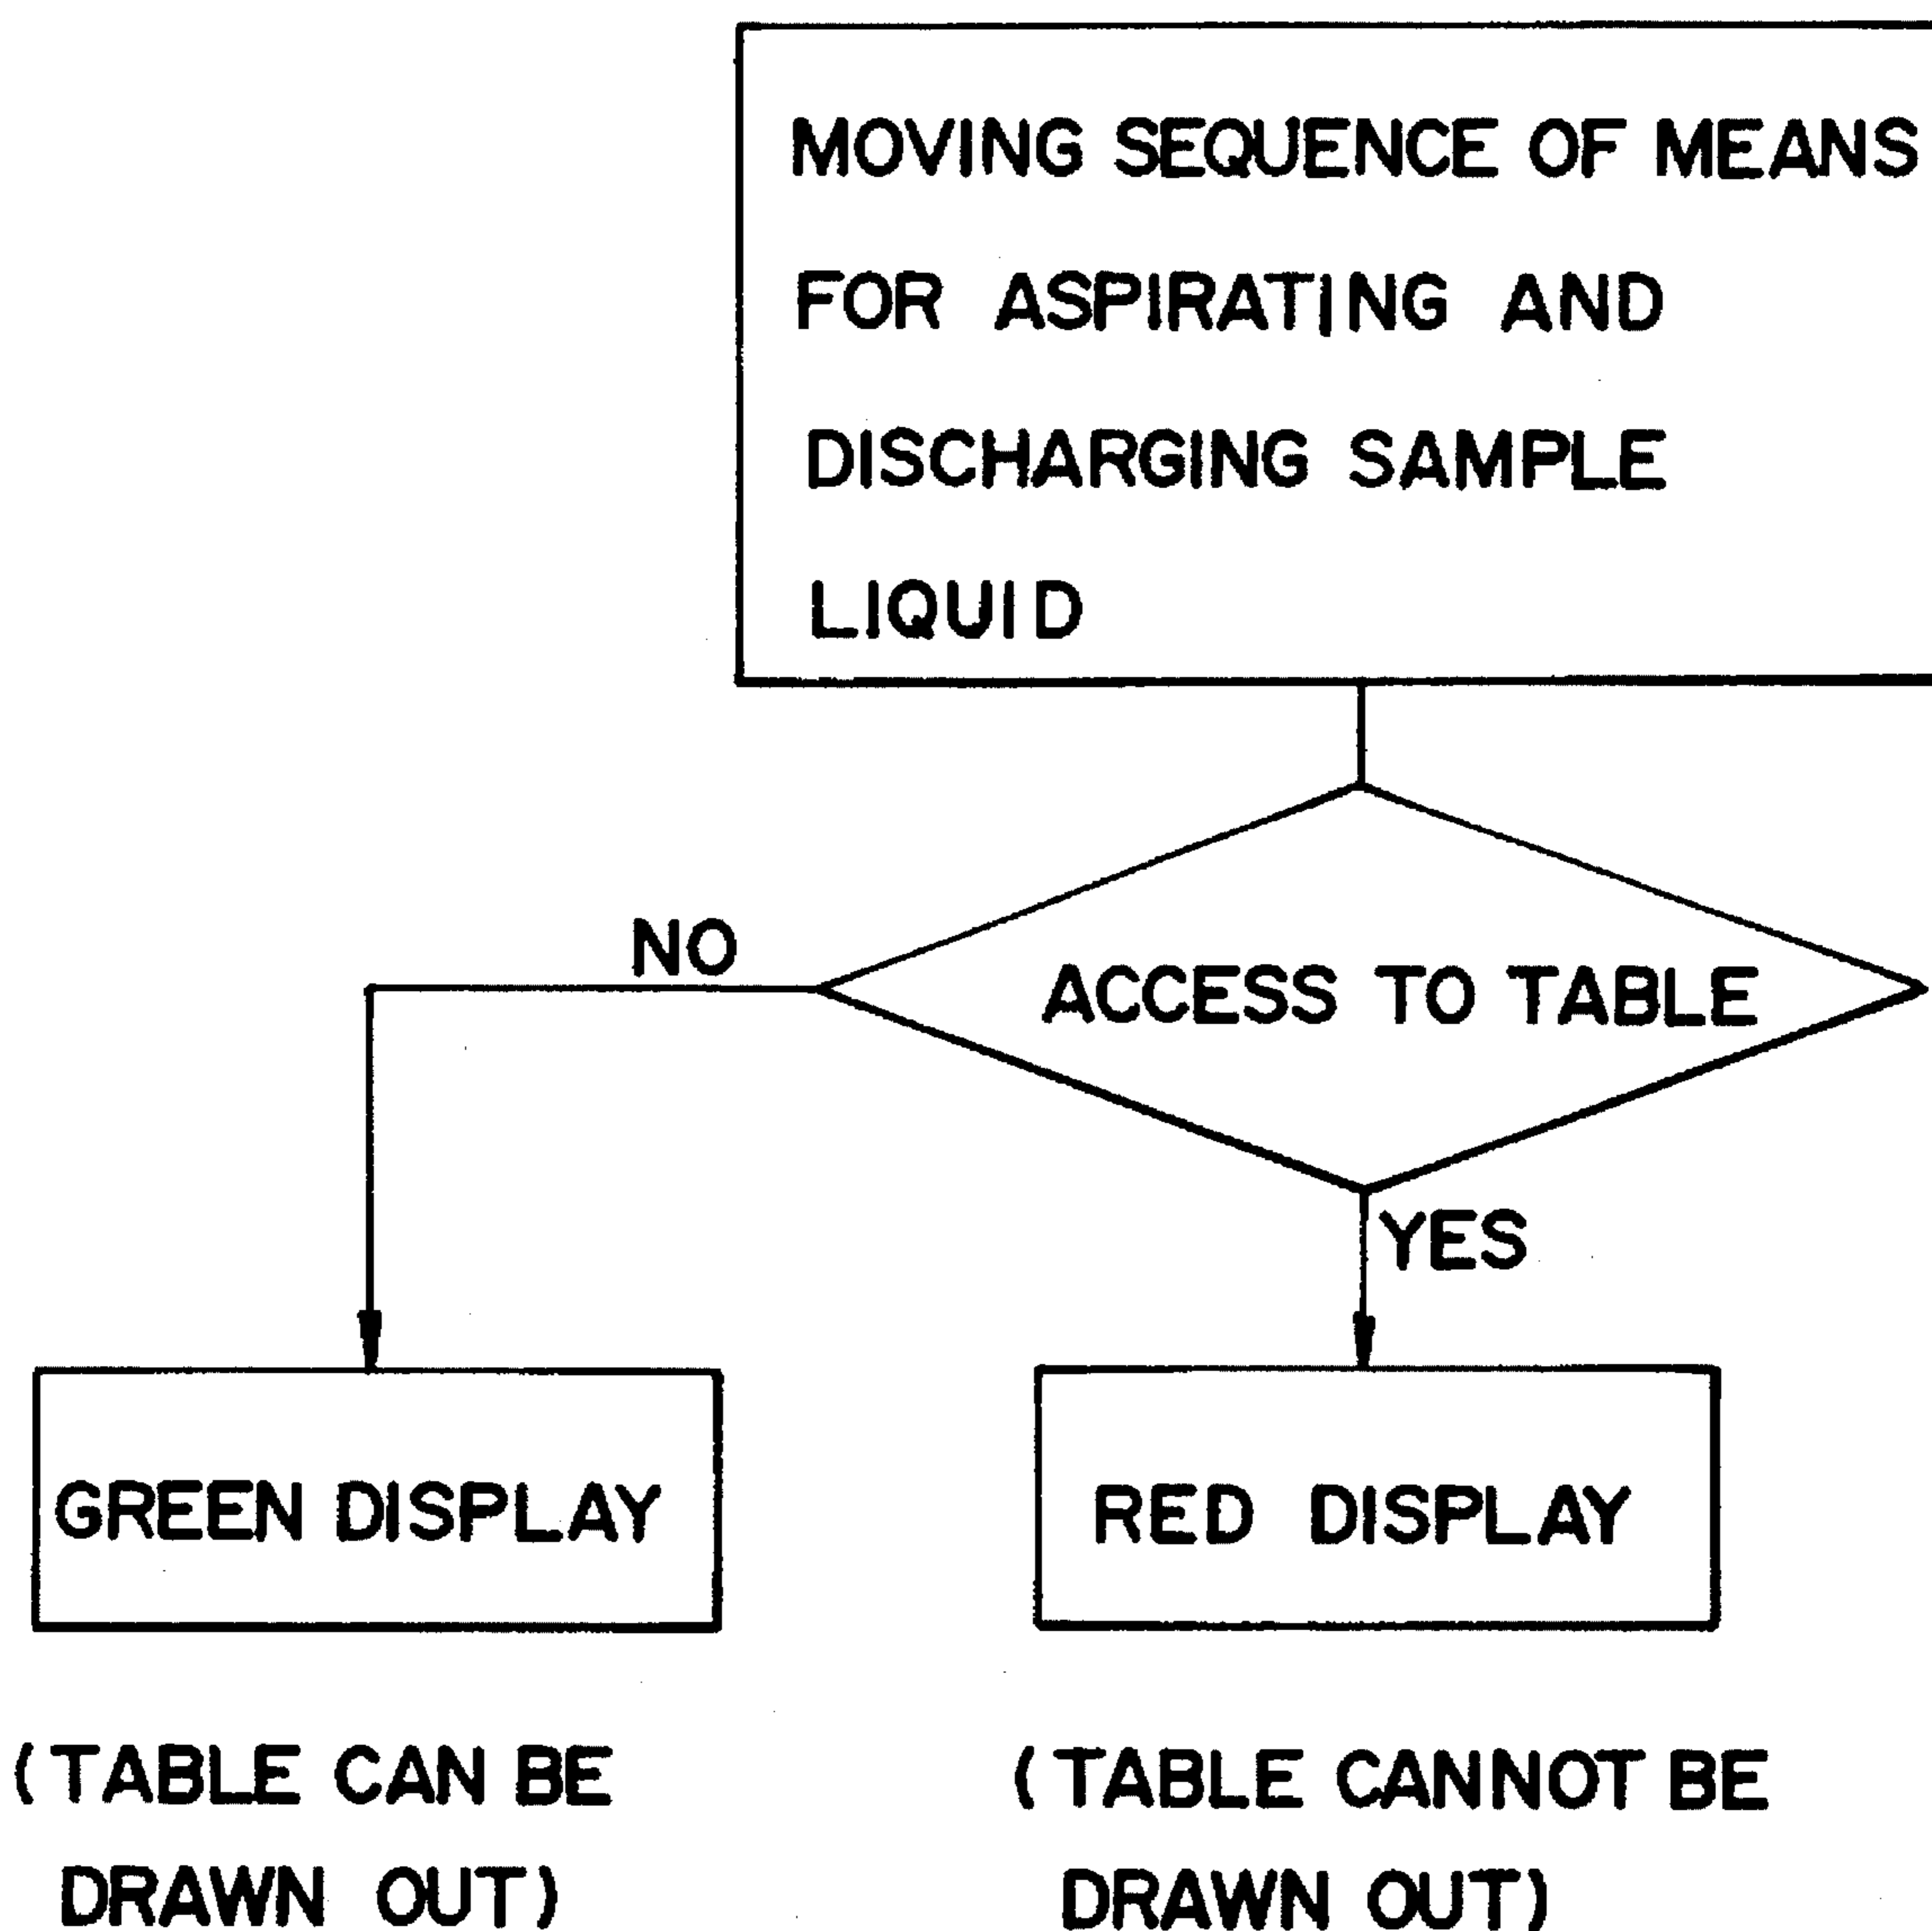 MOVING SEQUENCE OF MEANS
FOR ASPIRATING AND
DISCHARGING SAMPLE
LIQUID
ACCESS TO TABLE
NO
YES
GREEN DISPLAY
RED DISPLAY
(TABLE CAN BE
DRAWN OUT)
(TABLE CANNOT BE
DRAWN OUT)